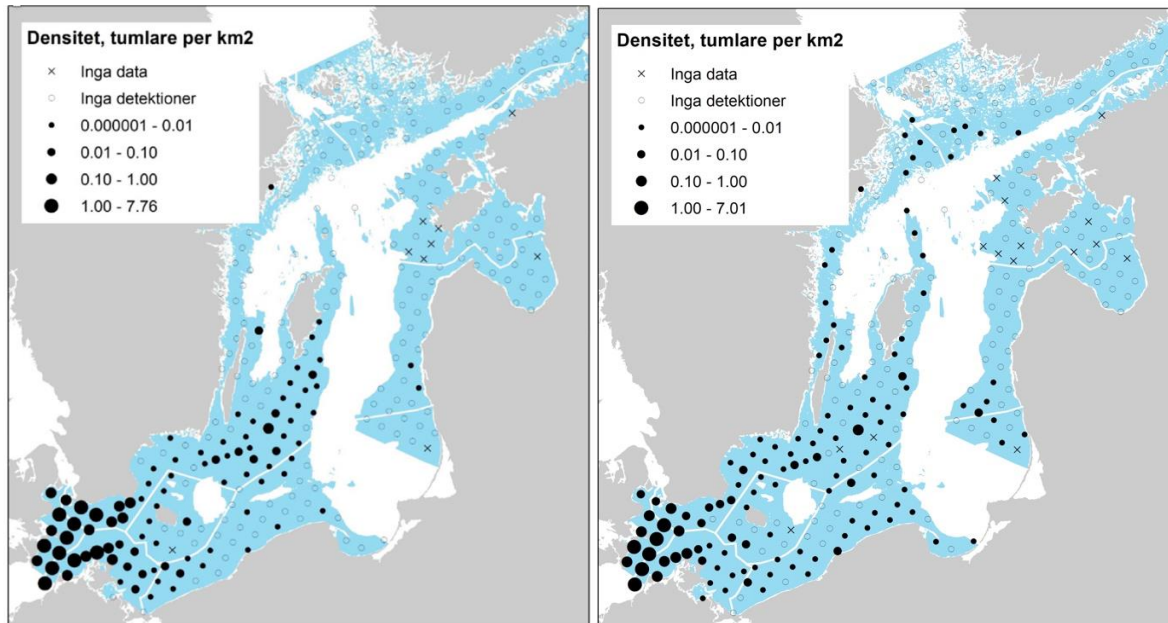 Densitet, tumlare per km2
Inga data
Inga detektioner
0.000001 - 0.01
0.01 - 0.10
0.10 - 1.00
1.00 - 7.76
Densitet, tumlare per km2
Inga data
Inga detektioner
0.000001 - 0.01
0.01 - 0.10
0.10 - 1.00
1.00 - 7.01